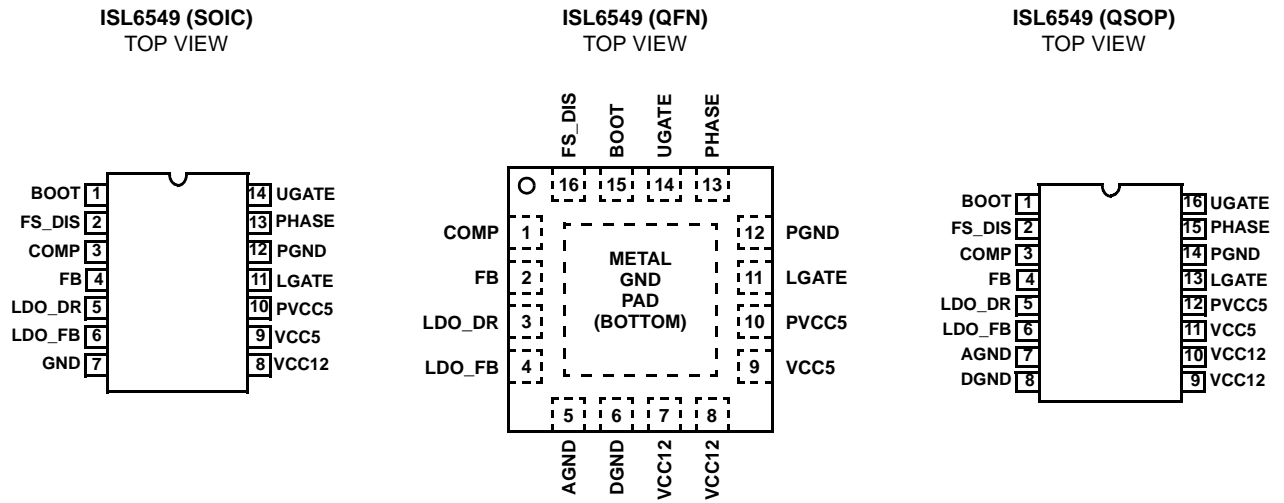 ISL6549 (SOIC)
TOP VIEW
BOOT 1
FS_DIS 2
COMP 3
FB 4
LDO_DR 5
LDO_FB 6
GND 7
14 UGATE
13 PHASE
12 PGND
11 LGATE
10 PVCC5
9 VCC5
8 VCC12
ISL6549 (QFN)
TOP VIEW
FS_DIS
BOOT
UGATE
PHASE
16 15 14 13
COMP 1
FB 2
LDO_DR 3
LDO_FB 4
METAL
GND
PAD
(BOTTOM)
12 PGND
11 LGATE
10 PVCC5
9 VCC5
5 6 7 8
AGND
DGND
VCC12
VCC12
ISL6549 (QSOP)
TOP VIEW
BOOT 1
FS_DIS 2
COMP 3
FB 4
LDO_DR 5
LDO_FB 6
AGND 7
DGND 8
16 UGATE
15 PHASE
14 PGND
13 LGATE
12 PVCC5
11 VCC5
10 VCC12
9 VCC12